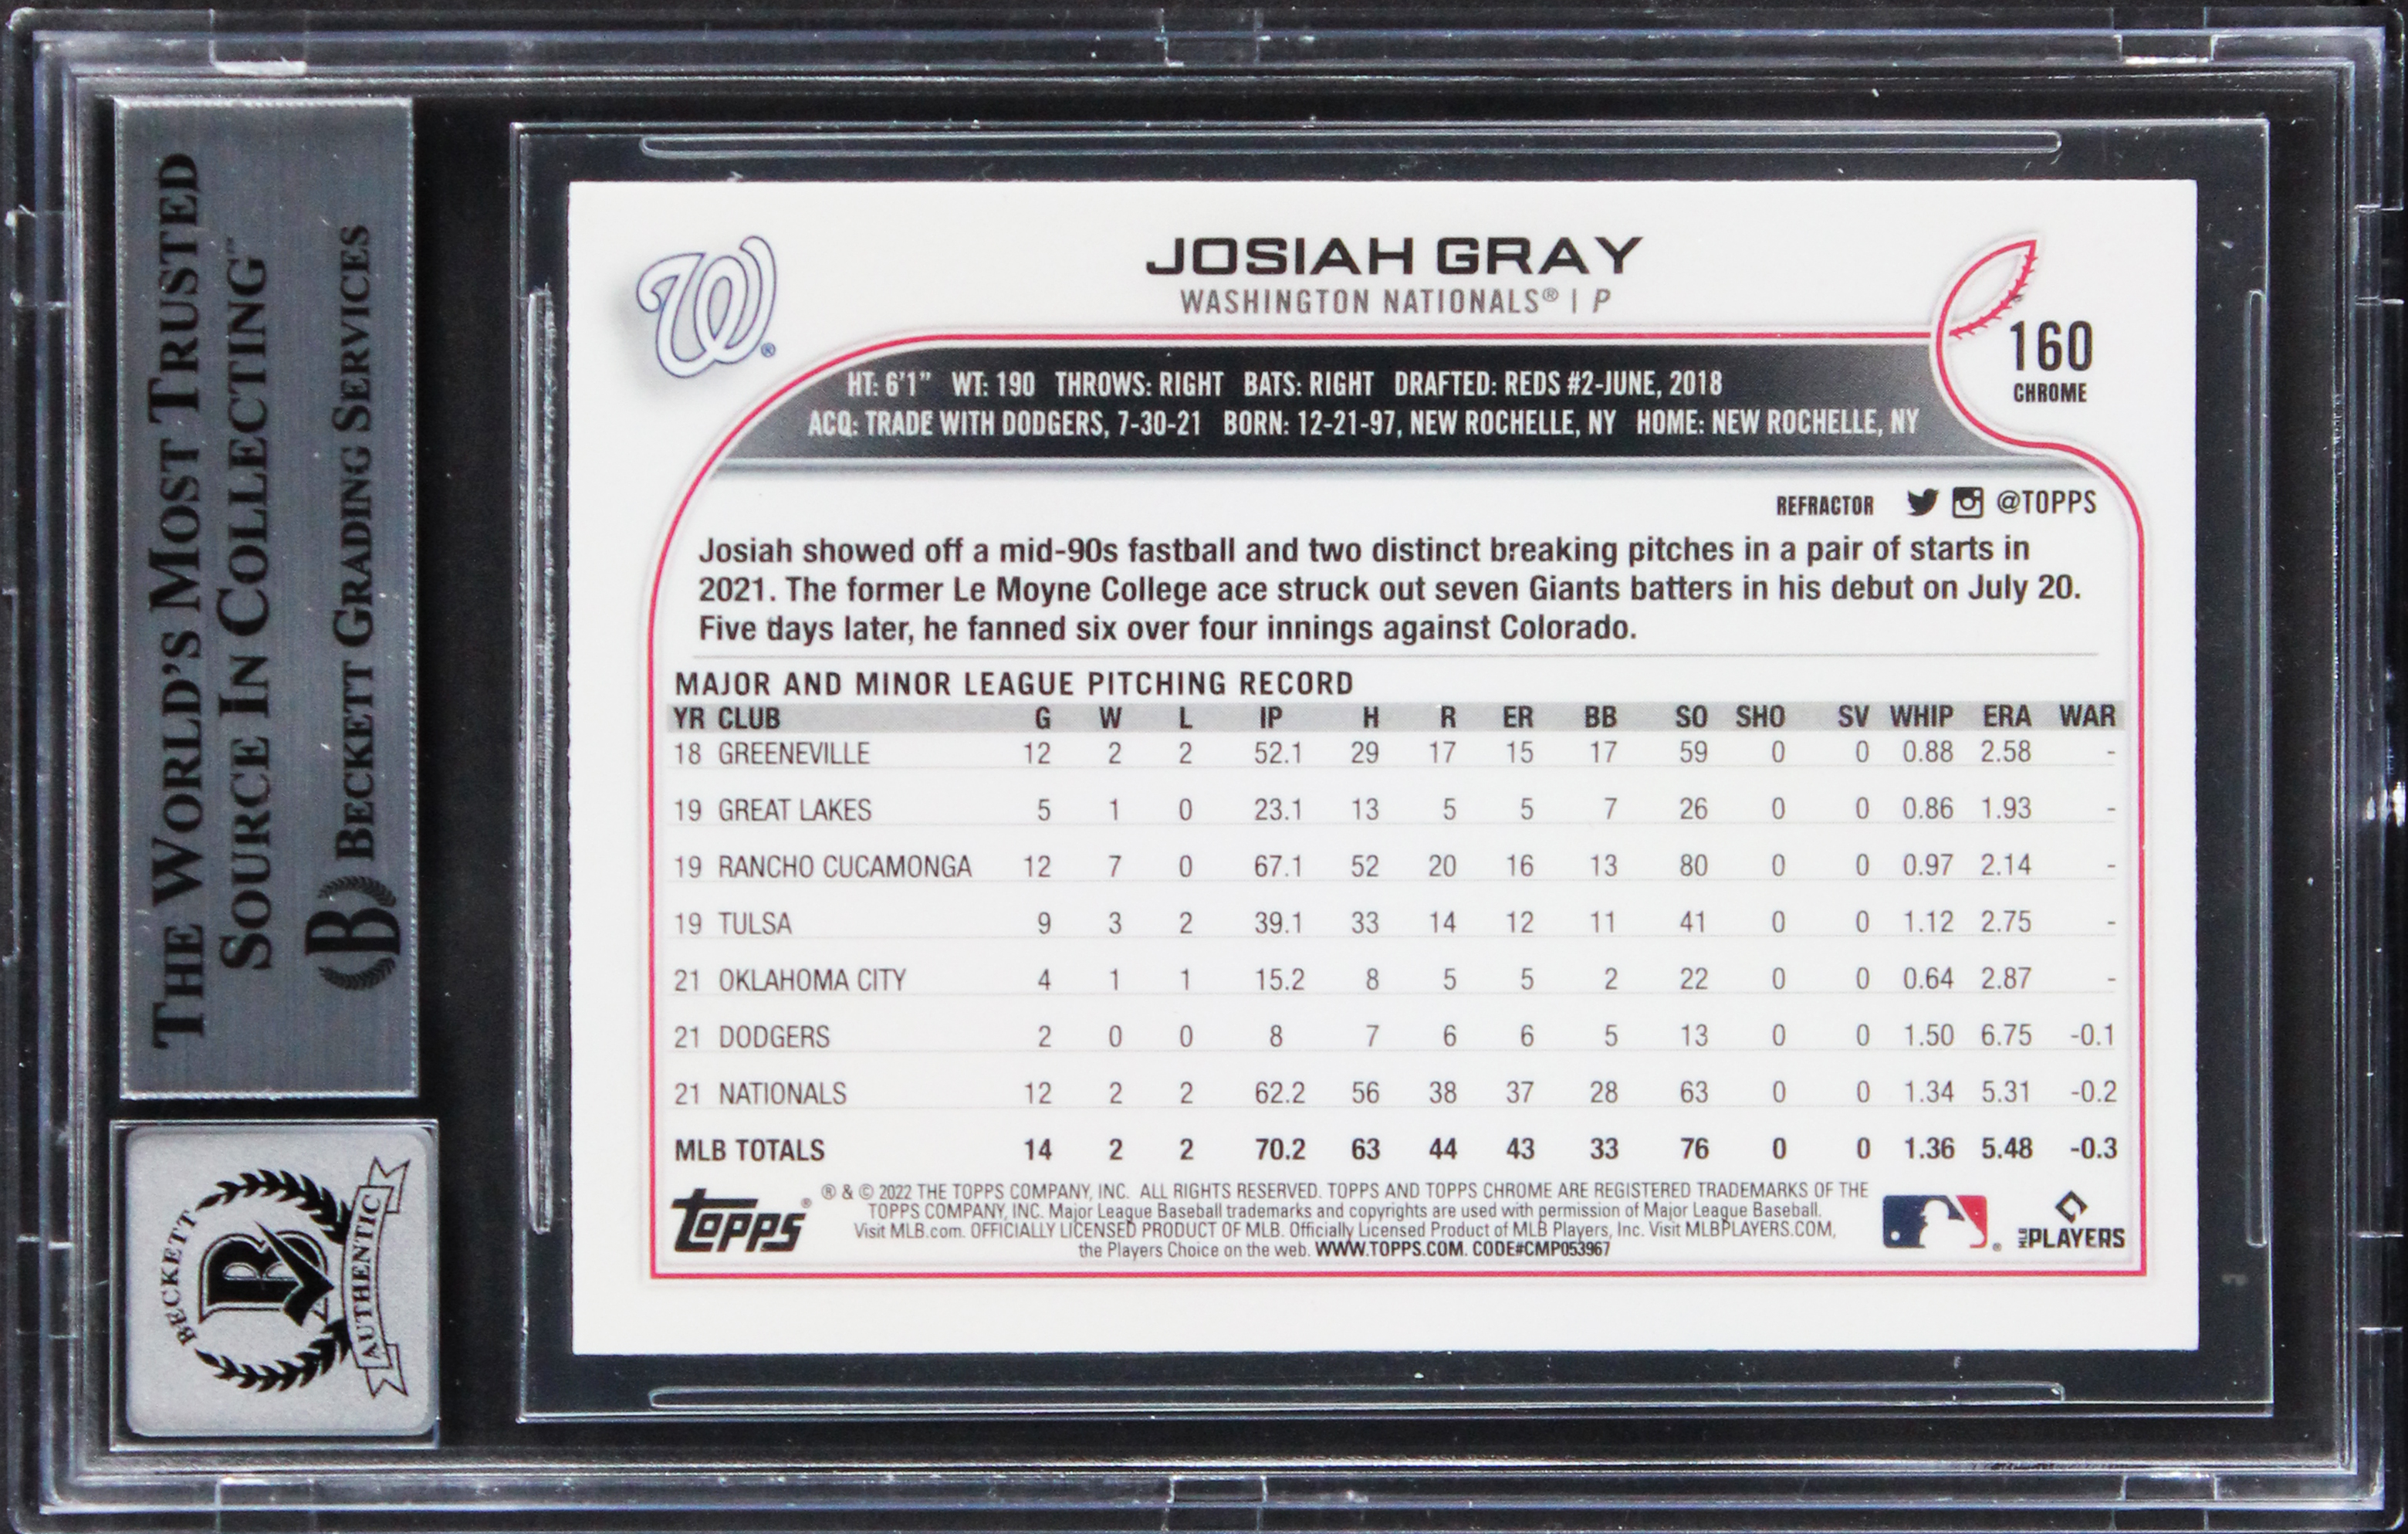 THE WORLD'S MOST TRUSTED
SOURCE IN COLLECTING™
BECKETT GRADING SERVICES
BECKETT
B
AUTHENTIC
W®
JOSIAH GRAY
WASHINGTON NATIONALS® | P
160
CHROME
HT: 6'1” WT: 190 THROWS: RIGHT BATS: RIGHT DRAFTED: REDS #2-JUNE, 2018
ACQ: TRADE WITH DODGERS, 7-30-21 BORN: 12-21-97, NEW ROCHELLE, NY HOME: NEW ROCHELLE, NY
REFRACTOR @TOPPS
Josiah showed off a mid-90s fastball and two distinct breaking pitches in a pair of starts in
2021. The former Le Moyne College ace struck out seven Giants batters in his debut on July 20.
Five days later, he fanned six over four innings against Colorado.
MAJOR AND MINOR LEAGUE PITCHING RECORD
YR CLUB G W L IP H R ER BB SO SHO SV WHIP ERA WAR
18 GREENEVILLE 12 2 2 52.1 29 17 15 17 59 0 0 0.88 2.58 -
19 GREAT LAKES 5 1 0 23.1 13 5 5 7 26 0 0 0.86 1.93 -
19 RANCHO CUCAMONGA 12 7 0 67.1 52 20 16 13 80 0 0 0.97 2.14 -
19 TULSA 9 3 2 39.1 33 14 12 11 41 0 0 1.12 2.75 -
21 OKLAHOMA CITY 4 1 1 15.2 8 5 5 2 22 0 0 0.64 2.87 -
21 DODGERS 2 0 0 8 7 6 6 5 13 0 0 1.50 6.75 -0.1
21 NATIONALS 12 2 2 62.2 56 38 37 28 63 0 0 1.34 5.31 -0.2
MLB TOTALS 14 2 2 70.2 63 44 43 33 76 0 0 1.36 5.48 -0.3
Topps®
® & © 2022 THE TOPPS COMPANY, INC. ALL RIGHTS RESERVED. TOPPS AND TOPPS CHROME ARE REGISTERED TRADEMARKS OF THE
TOPPS COMPANY, INC. Major League Baseball trademarks and copyrights are used with permission of Major League Baseball.
Visit MLB.com. OFFICIALLY LICENSED PRODUCT OF MLB. Officially Licensed Product of MLB Players, Inc. Visit MLBPLAYERS.COM,
the Players Choice on the web. WWW.TOPPS.COM. CODE#CMP053967
MLB PLAYERS